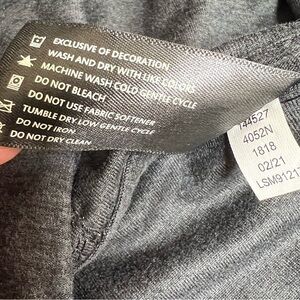 EXCLUSIVE OF DECORATION
WASH AND DRY WITH LIKE COLORS
MACHINE WASH COLD GENTLE CYCLE
DO NOT BLEACH
DO NOT USE FABRIC SOFTENER
TUMBLE DRY LOW GENTLE CYCLE
DO NOT IRON
DO NOT DRY CLEAN
4052N
1818
02/21